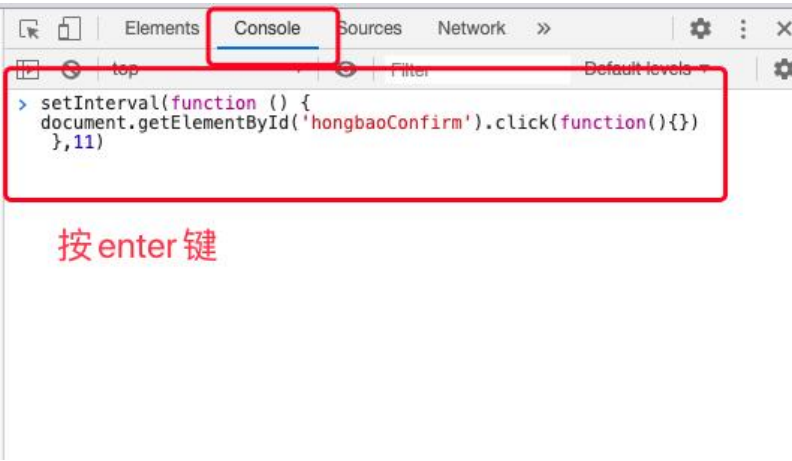 Elements Console Sources Network »
top Filter Default levels ▼
> setInterval(function () {
document.getElementById('hongbaoConfirm').click(function(){})
},11)
按enter键